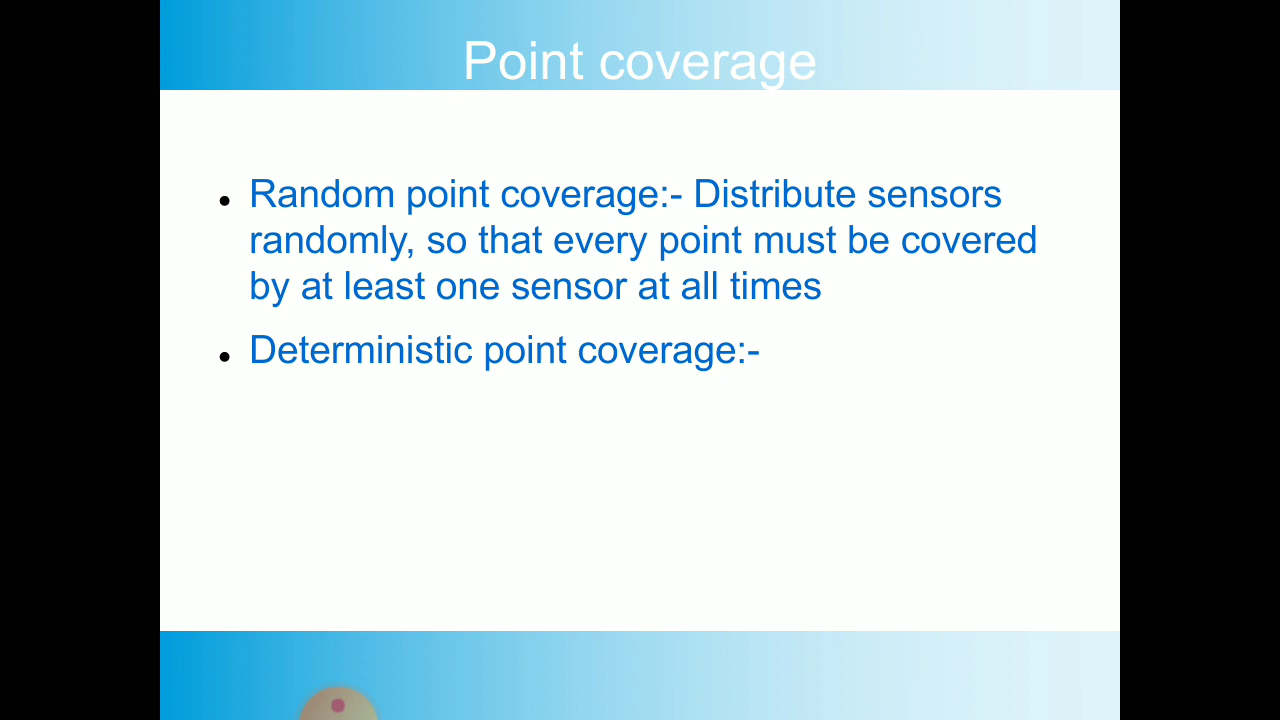 Point coverage
Random point coverage:- Distribute sensors
randomly, so that every point must be covered
by at least one sensor at all times
Deterministic point coverage:-